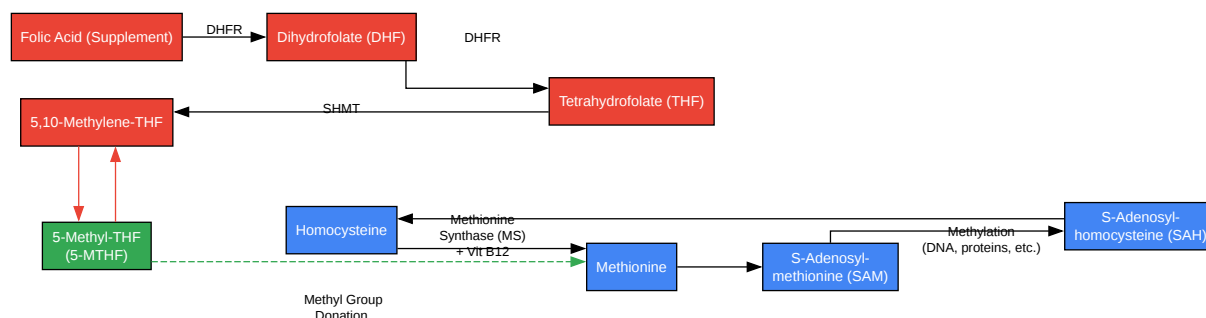 Folic Acid (Supplement)
DHFR
Dihydrofolate (DHF)
DHFR
Tetrahydrofolate (THF)
SHMT
5,10-Methylene-THF
5-Methyl-THF
(5-MTHF)
Homocysteine
Methionine
Synthase (MS)
+ Vit B12
Methionine
S-Adenosyl-
methionine (SAM)
Methylation
(DNA, proteins, etc.)
S-Adenosyl-
homocysteine (SAH)
Methyl Group
Donation